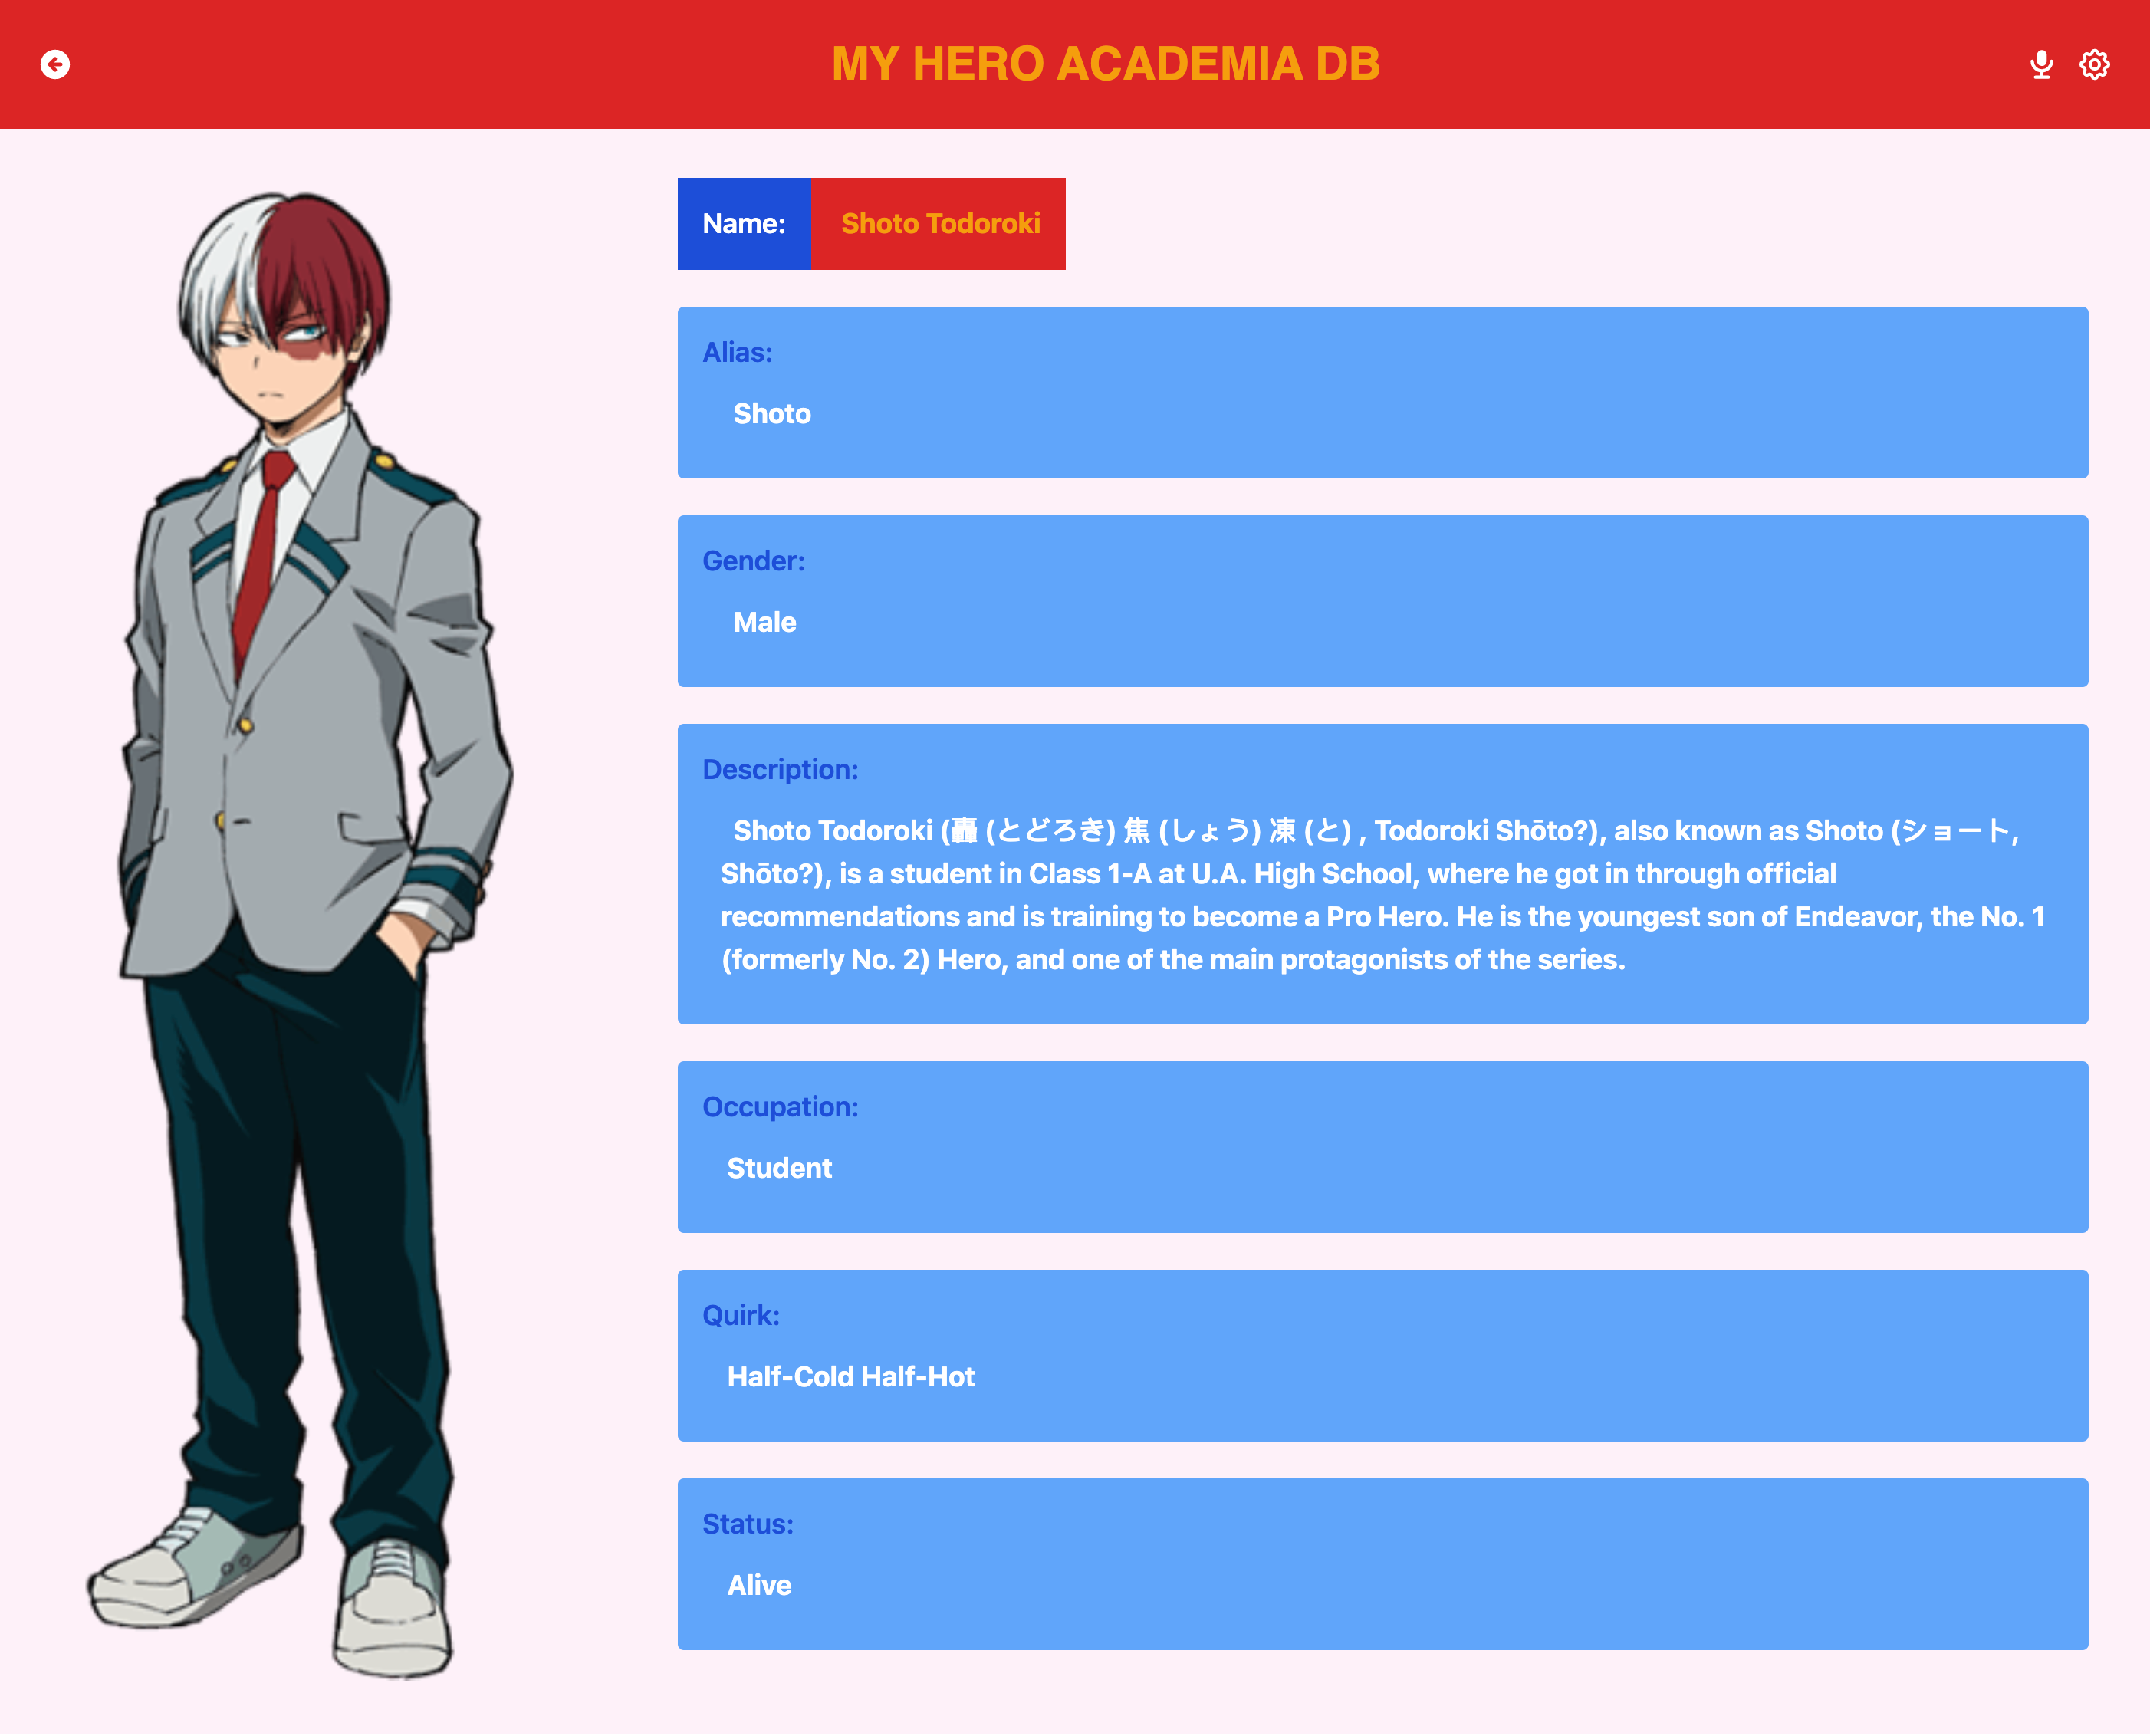 MY HERO ACADEMIA DB
Name: Shoto Todoroki
Alias:
Shoto
Gender:
Male
Description:
Shoto Todoroki (轟 (とどろき) 焦 (しょう) 凍 (と) , Todoroki Shōto?), also known as Shoto (ショート,
Shōto?), is a student in Class 1-A at U.A. High School, where he got in through official
recommendations and is training to become a Pro Hero. He is the youngest son of Endeavor, the No. 1
(formerly No. 2) Hero, and one of the main protagonists of the series.
Occupation:
Student
Quirk:
Half-Cold Half-Hot
Status:
Alive